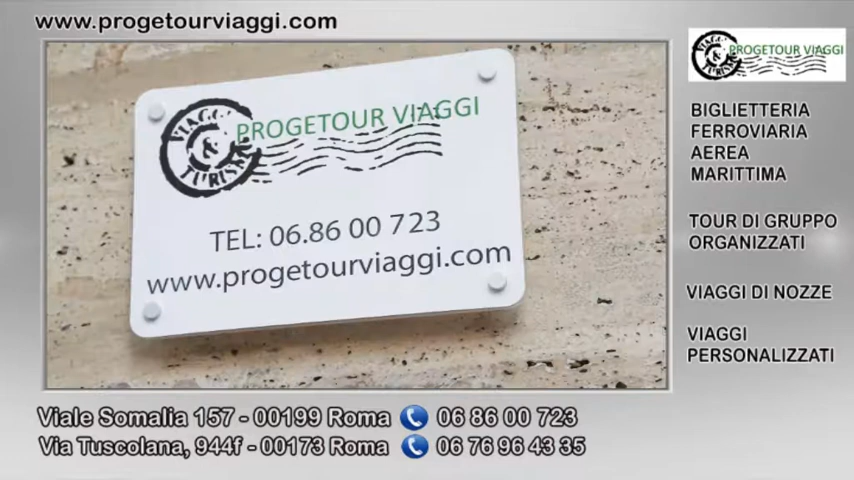 www.progetourviaggi.com
VIAGGI
&
TURISMO
PROGETOUR VIAGGI
TEL: 06.86 00 723
www.progetourviaggi.com
VIAGGI
&
TURISMO
PROGETOUR VIAGGI
BIGLIETTERIA
FERROVIARIA
AEREA
MARITTIMA
TOUR DI GRUPPO
ORGANIZZATI
VIAGGI DI NOZZE
VIAGGI
PERSONALIZZATI
Viale Somalia 157 - 00199 Roma 06 86 00 723
Via Tuscolana, 944f - 00173 Roma 06 76 96 43 35